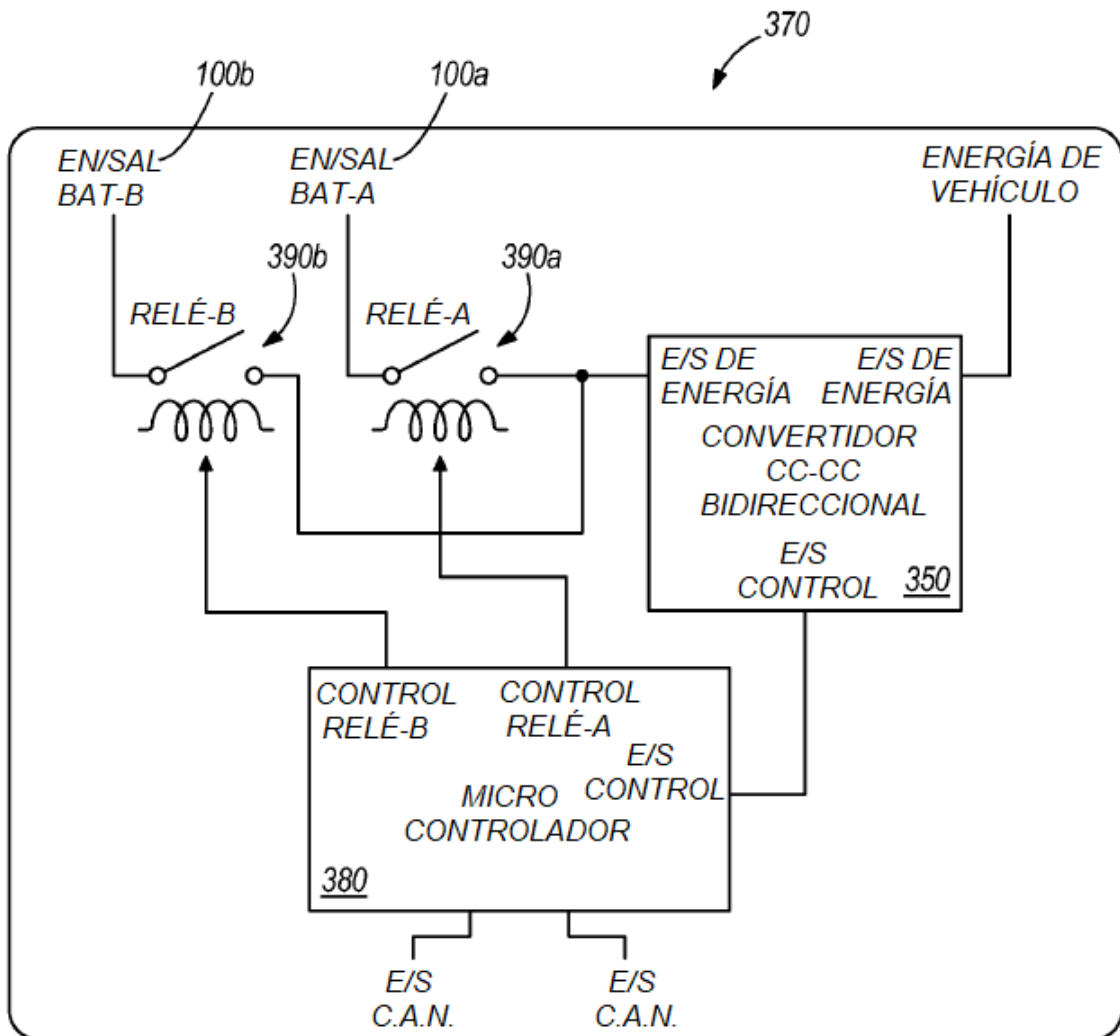 370
100b
100a
EN/SAL
BAT-B
EN/SAL
BAT-A
ENERGÍA DE
VEHÍCULO
390b
390a
RELÉ-B
RELÉ-A
E/S DE
ENERGÍA
E/S DE
ENERGÍA
CONVERTIDOR
CC-CC
BIDIRECCIONAL
E/S
CONTROL
350
CONTROL
RELÉ-B
CONTROL
RELÉ-A
E/S
CONTROL
MICRO
CONTROLADOR
380
E/S
C.A.N.
E/S
C.A.N.